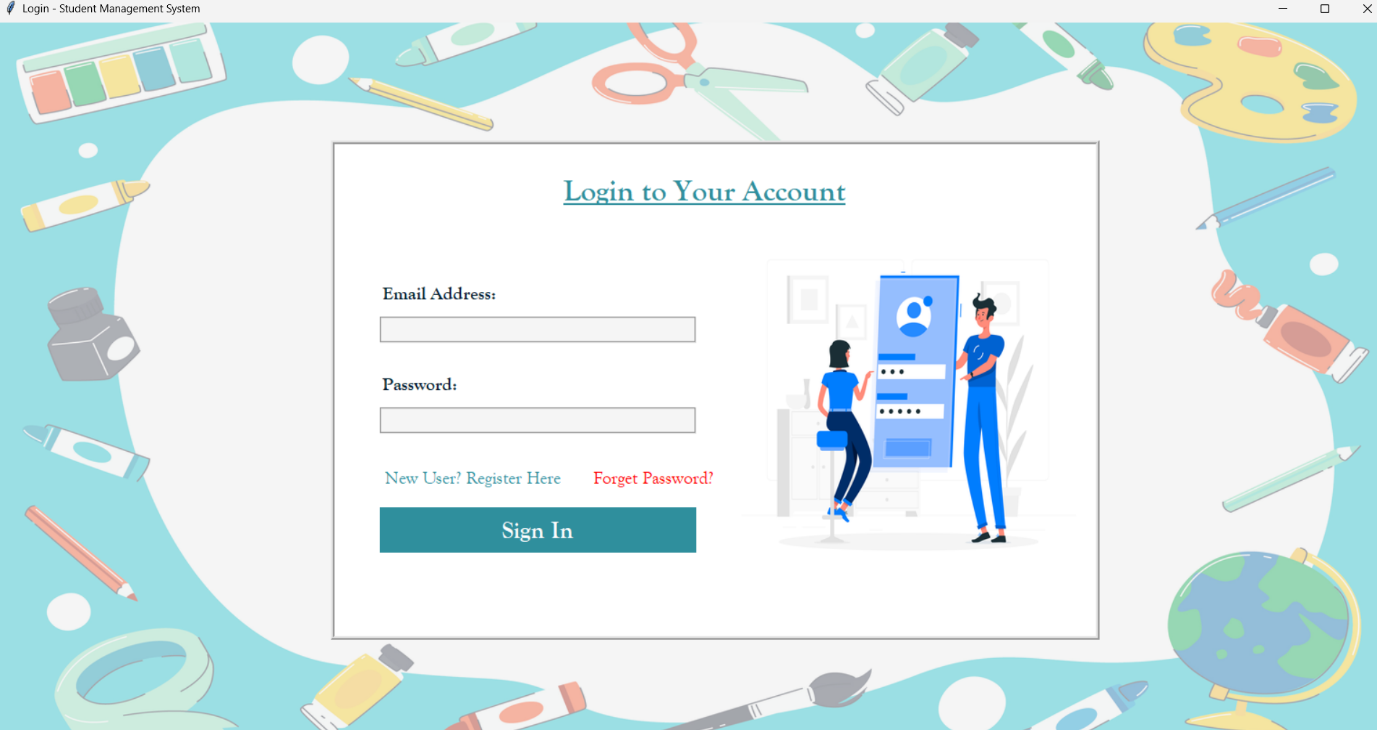 Login - Student Management System
Login to Your Account
Email Address:
Password:
New User? Register Here
Forget Password?
Sign In